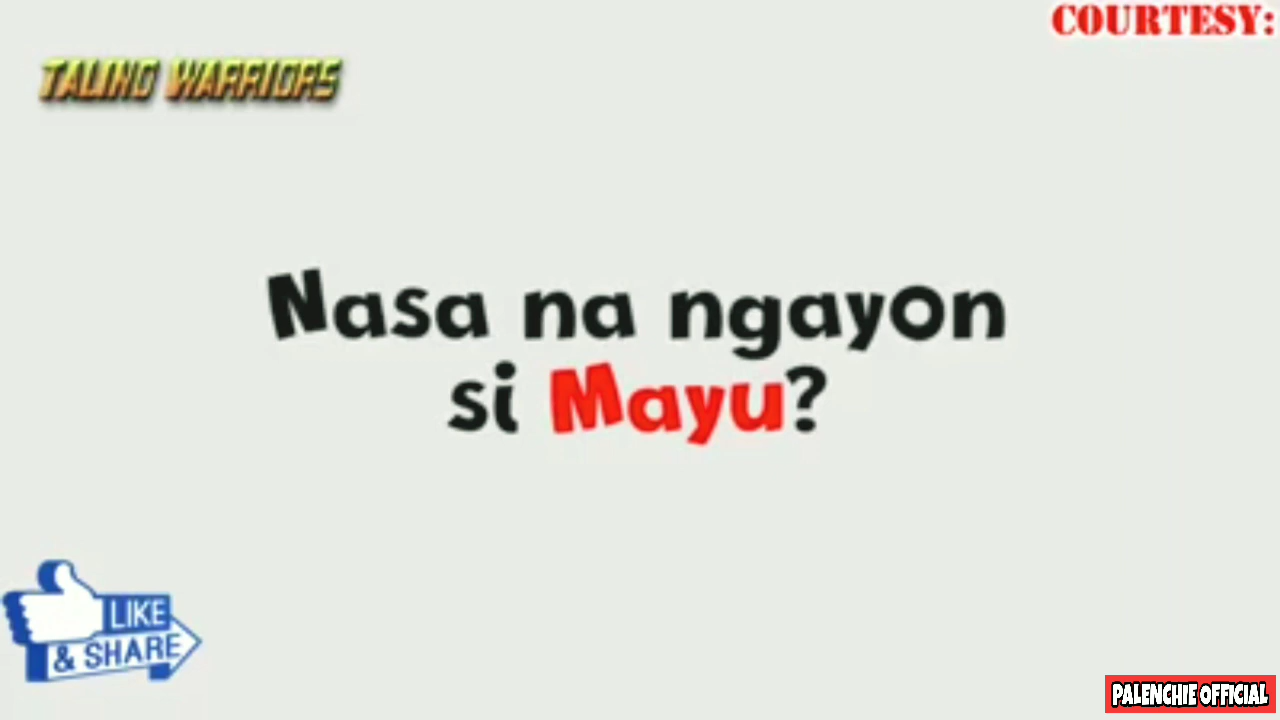 COURTESY:
TALINO WARRIORS
Nasa na ngayon
si Mayu?
LIKE
& SHARE
PALENCHIE OFFICIAL